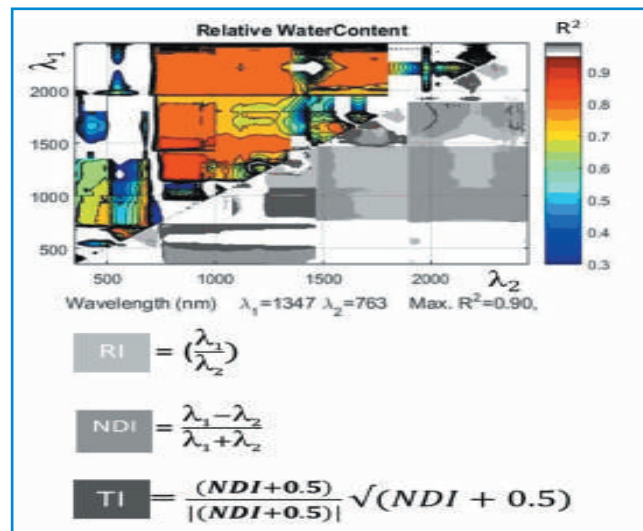 Relative WaterContent
R²
λ₁
2000
1500
1000
500
500
1000
1500
2000
λ₂
0.9
0.8
0.7
0.6
0.5
0.4
0.3
Wavelength (nm) λ₁=1347 λ₂=763 Max. R²=0.90,
RI = (λ₁/λ₂)
NDI = λ₁−λ₂/λ₁+λ₂
TI = (NDI+0.5)/|(NDI+0.5)| √(NDI + 0.5)